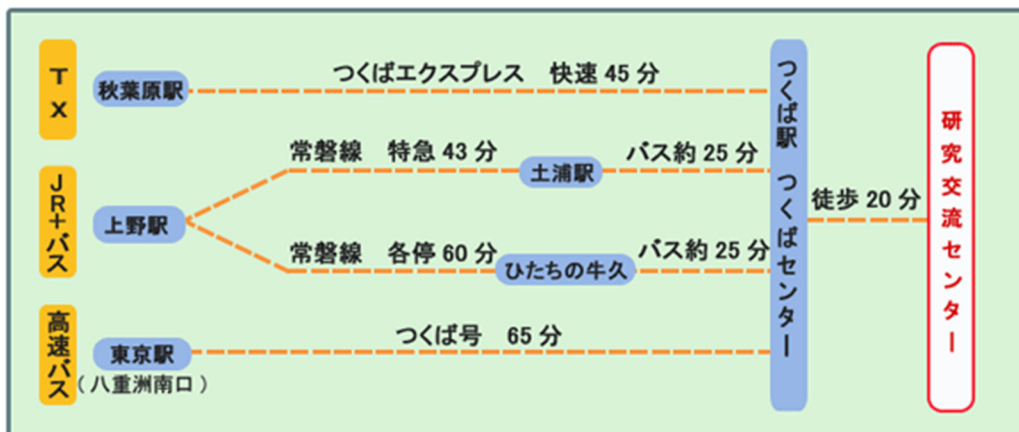 TX
秋葉原駅
つくばエクスプレス 快速 45 分
JR+バス
上野駅
常磐線 特急 43 分
土浦駅
バス約 25 分
常磐線 各停 60 分
ひたちの牛久
バス約 25 分
高速バス
東京駅
(八重洲南口)
つくば号 65 分
つくば駅 つくばセンター
徒歩 20 分
研究交流センター